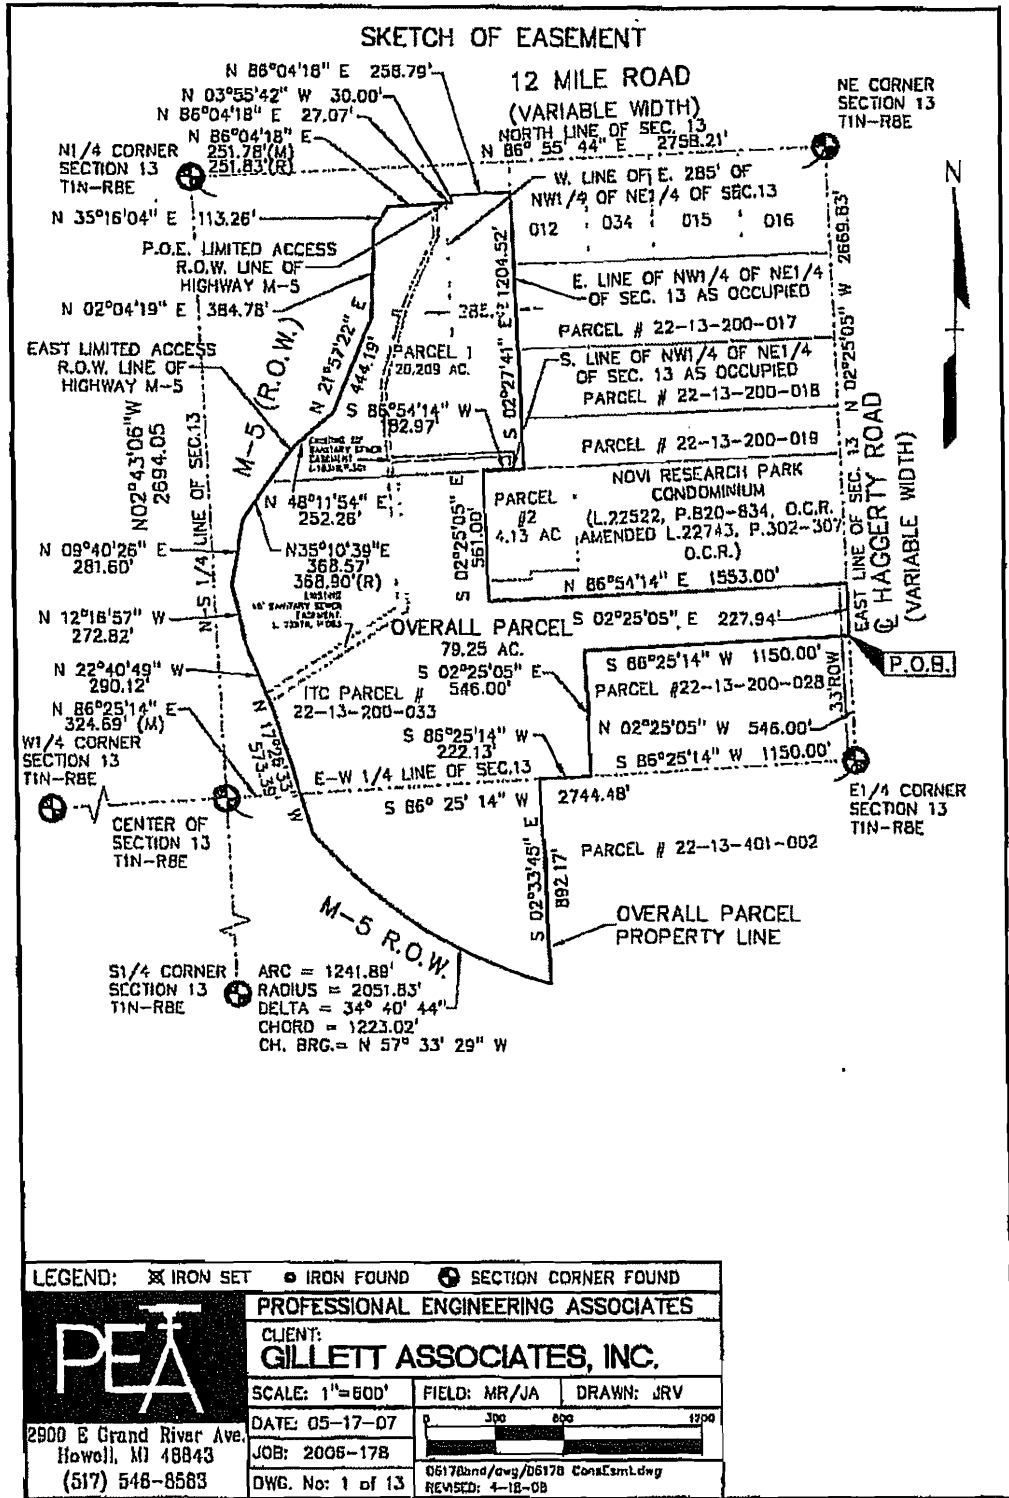 SKETCH OF EASEMENT
N 86°04'18" E 258.79'
12 MILE ROAD
(VARIABLE WIDTH)
N 03°55'42" W 30.00'
N 86°04'18" E 27.07'
N 86°04'18" E
251.78'(M)
251.83'(R)
NORTH LINE OF SEC. 13
N 86° 55' 44" E 2758.21'
NE CORNER
SECTION 13
T1N-R8E
N1/4 CORNER
SECTION 13
T1N-R8E
N
W. LINE OF E. 285' OF
NW1/4 OF NE1/4 OF SEC.13
012
034
015
016
N 35°16'04" E 113.26'
P.O.E. LIMITED ACCESS
R.O.W. LINE OF
HIGHWAY M-5
N 02°04'19" E 384.78'
E. LINE OF NW1/4 OF NE1/4
OF SEC. 13 AS OCCUPIED
285.
PARCEL # 22-13-200-017
S 02°27'41" E 1204.52'
N 02°25'05" W 2669.83'
EAST LIMITED ACCESS
R.O.W. LINE OF
HIGHWAY M-5
M-5 (R.O.W.)
N 21°57'22" E
444.19'
PARCEL 1
20.209 AC.
S. LINE OF NW1/4 OF NE1/4
OF SEC. 13 AS OCCUPIED
PARCEL # 22-13-200-018
S 86°54'14" W
82.97'
PARCEL # 22-13-200-019
N02°43'06"W
2694.05
N-S 1/4 LINE OF SEC.13
SANITARY SEWER
EASEMENT
N 48°11'54" E
252.26'
S 02°25'05" E
561.00'
PARCEL
#2
4.13 AC
NOVI RESEARCH PARK
CONDOMINIUM
(L.22522, P.820-834, O.C.R.
AMENDED L.22743, P.302-307
O.C.R.)
EAST LINE OF SEC. 13
℄ HAGGERTY ROAD
(VARIABLE WIDTH)
N 09°40'26" E
281.60'
N35°10'39"E
368.57'
368.90'(R)
EXISTING
SANITARY SEWER
EASEMENT
N 86°54'14" E 1553.00'
N 12°16'57" W
272.82'
OVERALL PARCEL
79.25 AC.
S 02°25'05" E 227.94'
P.O.B.
N 22°40'49" W
290.12'
S 02°25'05" E
546.00'
S 86°25'14" W 1150.00'
PARCEL #22-13-200-028
33' ROW
N 86°25'14" E
324.69' (M)
ITC PARCEL #
22-13-200-033
N 02°25'05" W 546.00'
S 86°25'14" W
222.13'
S 86°25'14" W 1150.00'
W1/4 CORNER
SECTION 13
T1N-R8E
N 17°26'33" W
573.39'
E-W 1/4 LINE OF SEC.13
S 86° 25' 14" W 2744.48'
E1/4 CORNER
SECTION 13
T1N-R8E
CENTER OF
SECTION 13
T1N-R8E
S 02°33'45" E
892.17'
PARCEL # 22-13-401-002
M-5 R.O.W.
OVERALL PARCEL
PROPERTY LINE
S1/4 CORNER
SECTION 13
T1N-R8E
ARC = 1241.89'
RADIUS = 2051.83'
DELTA = 34° 40' 44"
CHORD = 1223.02'
CH. BRG.= N 57° 33' 29" W
LEGEND: IRON SET IRON FOUND SECTION CORNER FOUND
PEA
PROFESSIONAL ENGINEERING ASSOCIATES
CLIENT:
GILLETT ASSOCIATES, INC.
SCALE: 1"=600' FIELD: MR/JA DRAWN: JRV
DATE: 05-17-07
0 300 600 1200
2900 E Grand River Ave.
Howell, MI 48843
(517) 546-8583
JOB: 2006-178
DWG. No: 1 of 13
06178bnd/dwg/06178 ConsEsmt.dwg
REVISED: 4-18-08